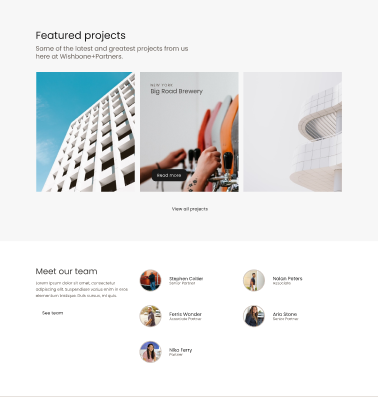 Featured projects
Some of the latest and greatest projects from us
here at Wishbone+Partners.
NEW YORK
Big Road Brewery
Read more
View all projects
Meet our team
Lorem ipsum dolor sit amet, consectetur
adipiscing elit. Suspendisse varius enim in eros
elementum tristique. Duis cursus, mi quis.
See team
Stephen Collier
Senior Partner
Nolan Peters
Associate
Ferris Wonder
Associate Partner
Aria Stone
Senior Partner
Nika Ferry
Partner